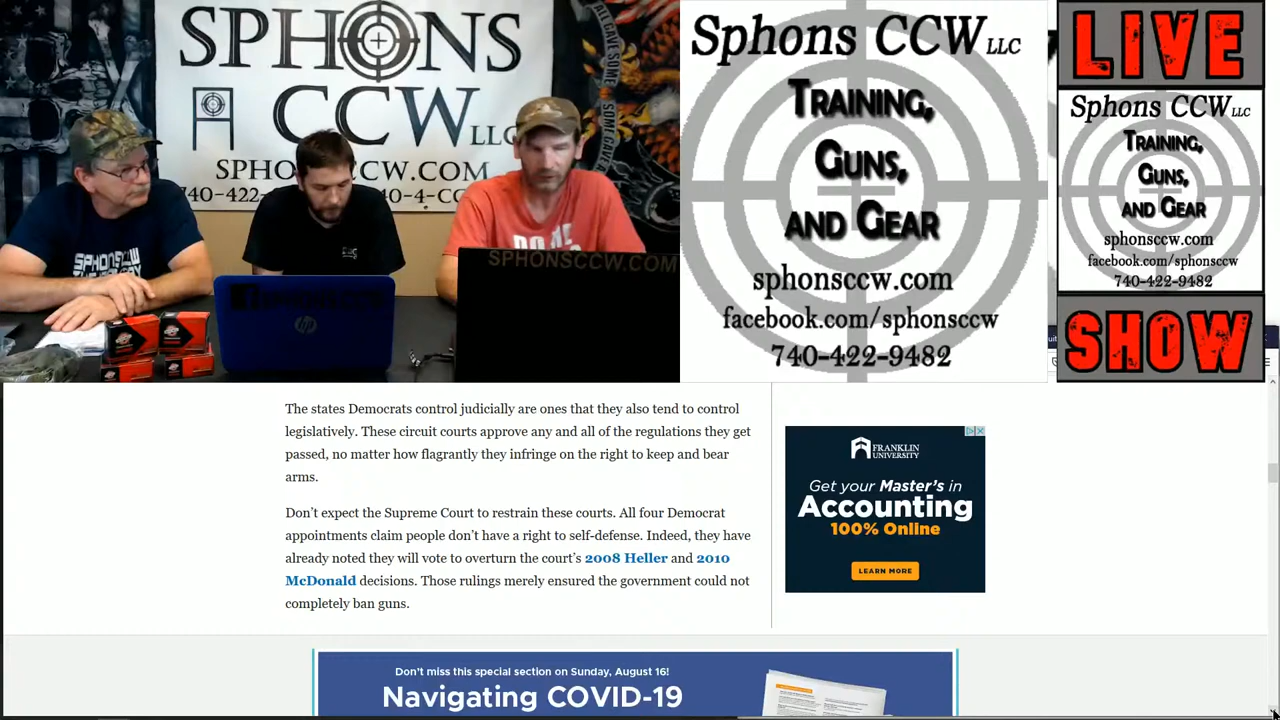 SPHONS
CCW LLC
SPHONSCCW.COM
740-422-
SPHONSCCW
SPHONSCCW
SPHONSCCW.COM
ALL GAVE SOME
SOME GAVE
Sphons CCW LLC
TRAINING,
GUNS,
AND GEAR
sphonsccw.com
facebook.com/sphonsccw
740-422-9482
LIVE
Sphons CCW LLC
TRAINING,
GUNS,
AND GEAR
sphonsccw.com
facebook.com/sphonsccw
740-422-9482
SHOW
The states Democrats control judicially are ones that they also tend to control
legislatively. These circuit courts approve any and all of the regulations they get
passed, no matter how flagrantly they infringe on the right to keep and bear
arms.
Don't expect the Supreme Court to restrain these courts. All four Democrat
appointments claim people don't have a right to self-defense. Indeed, they have
already noted they will vote to overturn the court's 2008 Heller and 2010
McDonald decisions. Those rulings merely ensured the government could not
completely ban guns.
FRANKLIN
UNIVERSITY
Get your Master's in
Accounting
100% Online
LEARN MORE
Don't miss this special section on Sunday, August 16!
Navigating COVID-19